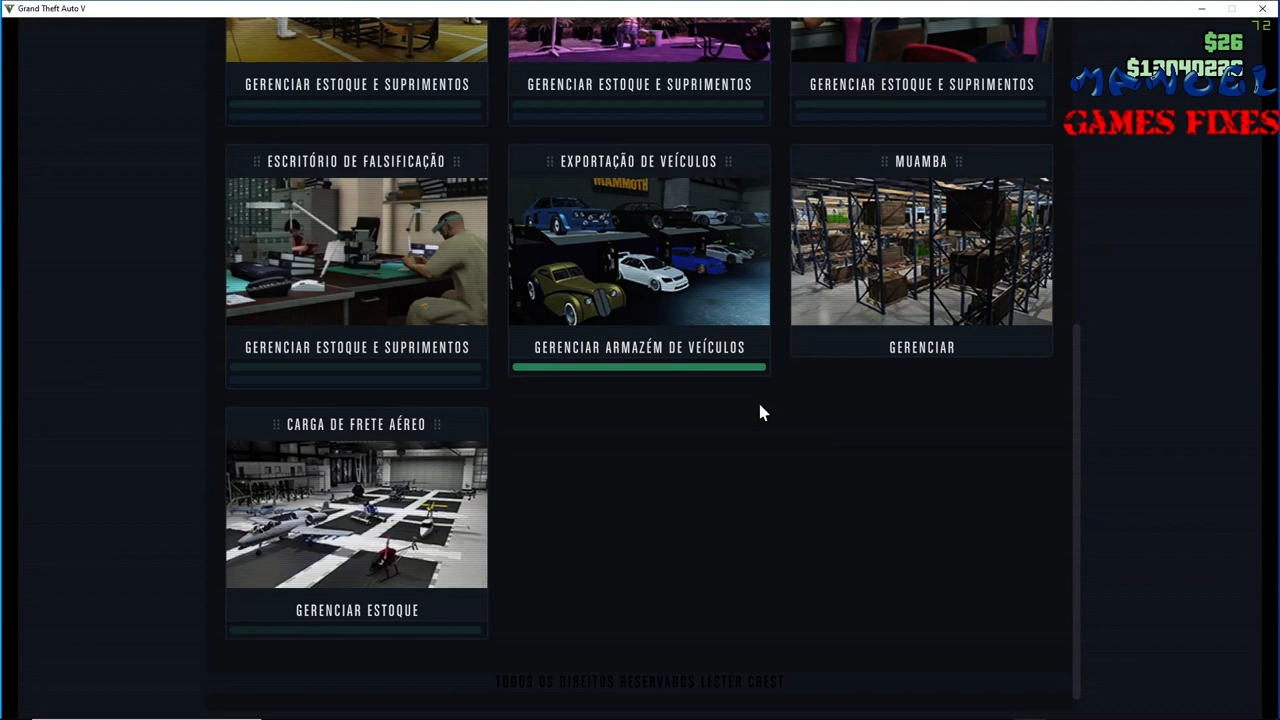 Grand Theft Auto V
72
$26
MANUEL
GAMES FIXES
GERENCIAR ESTOQUE E SUPRIMENTOS
GERENCIAR ESTOQUE E SUPRIMENTOS
GERENCIAR ESTOQUE E SUPRIMENTOS
ESCRITÓRIO DE FALSIFICAÇÃO
EXPORTAÇÃO DE VEÍCULOS
MUAMBA
MAMMOTH
GERENCIAR ESTOQUE E SUPRIMENTOS
GERENCIAR ARMAZÉM DE VEÍCULOS
GERENCIAR
CARGA DE FRETE AÉREO
GERENCIAR ESTOQUE
TODOS OS DIREITOS RESERVADOS LESTER CREST